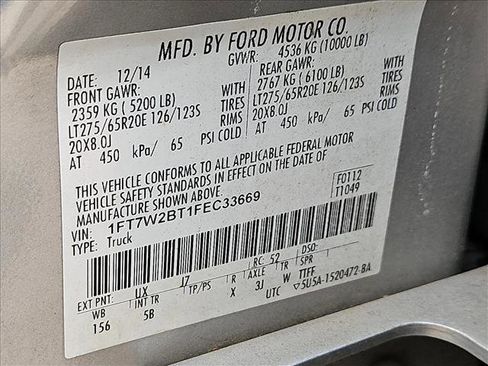 MFD. BY FORD MOTOR CO.
DATE: 12/14 GVWR: 4536 KG (10000 LB)
FRONT GAWR: REAR GAWR:
2359 KG ( 5200 LB) WITH 2767 KG ( 6100 LB) WITH
LT275/65R20E 126/123S TIRES LT275/65R20E 126/123S TIRES
20X8.0J RIMS 20X8.0J RIMS
AT 450 kPa/ 65 PSI COLD AT 450 kPa/ 65 PSI COLD
THIS VEHICLE CONFORMS TO ALL APPLICABLE FEDERAL MOTOR
VEHICLE SAFETY STANDARDS IN EFFECT ON THE DATE OF
MANUFACTURE SHOWN ABOVE.
VIN: 1FT7W2BT1FEC33669 F0112
TYPE: Truck T1049
EXT PNT: UX J7 RC: 52 DSO:
WB INT TR TP/PS R AXLE TR SPR
156 5B X 3J W TTFF
UTC 5U5A-1520472-BA